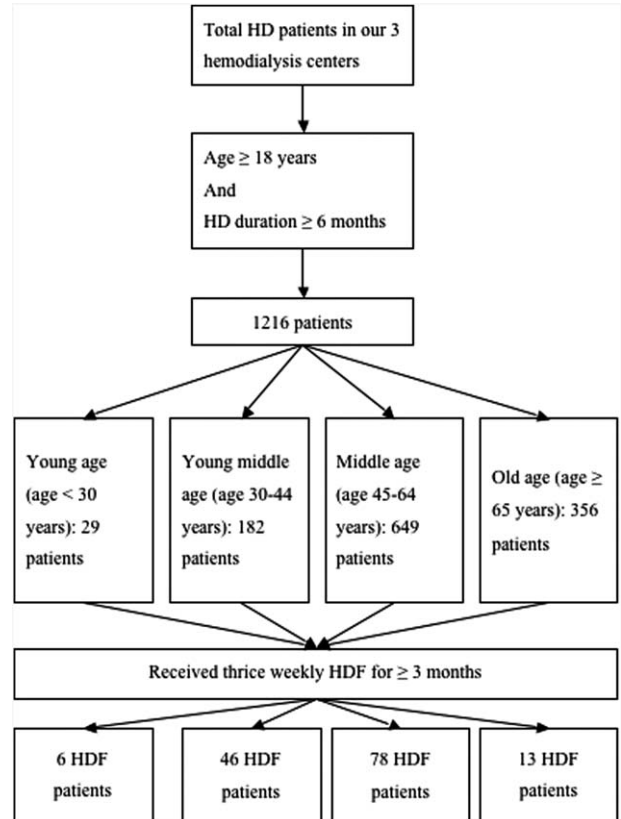 Total HD patients in our 3
hemodialysis centers
Age ≥ 18 years
And
HD duration ≥ 6 months
1216 patients
Young age
(age < 30
years): 29
patients
Young middle
age (age 30-44
years): 182
patients
Middle age
(age 45-64
years): 649
patients
Old age (age ≥
65 years): 356
patients
Received thrice weekly HDF for ≥ 3 months
6 HDF
patients
46 HDF
patients
78 HDF
patients
13 HDF
patients